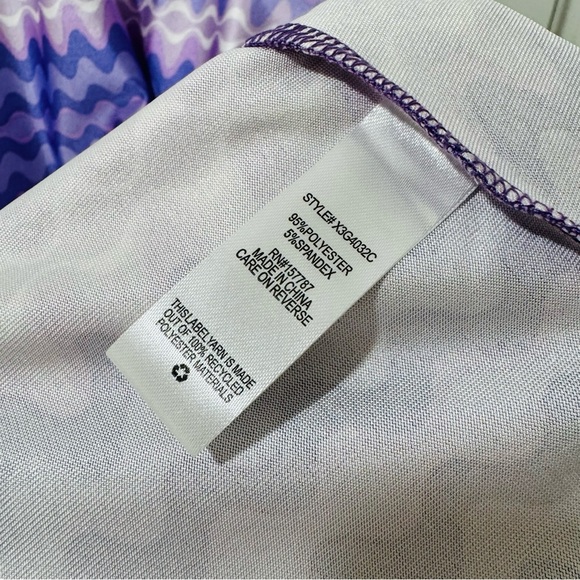 STYLE# X3G4032C
95%POLYESTER
5%SPANDEX
RN#157787
MADE IN CHINA
CARE ON REVERSE
THIS LABEL YARN IS MADE
OUT OF 100% RECYCLED
POLYESTER MATERIALS